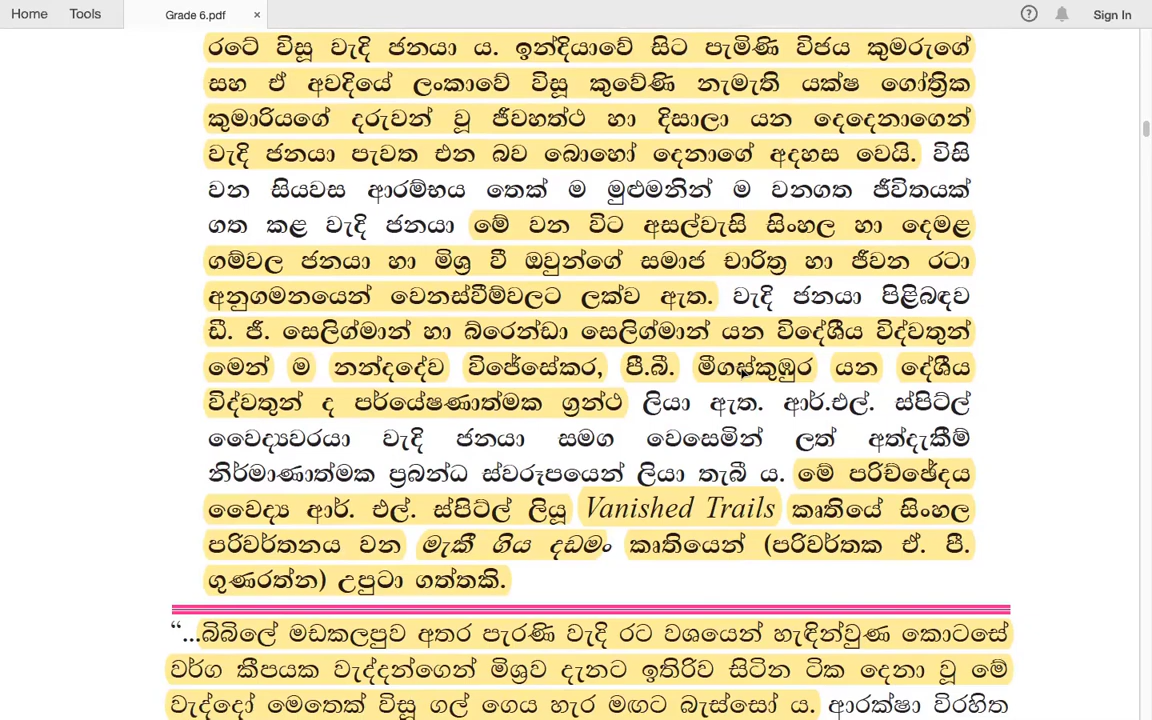 Home Tools Grade 6.pdf × Sign In
රටේ විසූ වැදි ජනයා ය. ඉන්දියාවේ සිට පැමිණි විජය කුමරුගේ
සහ ඒ අවදියේ ලංකාවේ විසූ කුවේණි නැමැති යක්ෂ ගෝත්‍රික
කුමාරියගේ දරුවන් වූ ජීවහත්ථ හා දිසාලා යන දෙදෙනාගෙන්
වැදි ජනයා පැවත එන බව බොහෝ දෙනාගේ අදහස වෙයි. විසි
වන සියවස ආරම්භය තෙක් ම මුළුමනින් ම වනගත ජීවිතයක්
ගත කළ වැදි ජනයා මේ වන විට අසල්වැසි සිංහල හා දෙමළ
ගම්වල ජනයා හා මිශ්‍ර වී ඔවුන්ගේ සමාජ චාරිත්‍ර හා ජීවන රටා
අනුගමනයෙන් වෙනස්වීම්වලට ලක්ව ඇත. වැදි ජනයා පිළිබඳව
ඩී. ජී. සෙලිග්මාන් හා බ්රෙන්ඩා සෙලිග්මාන් යන විදේශීය විද්වතුන්
මෙන් ම නන්දදේව විජේසේකර, පී.බී. මීගස්කුඹුර යන දේශීය
විද්වතුන් ද පර්යේෂණාත්මක ග්‍රන්ථ ලියා ඇත. ආර්.එල්. ස්පිට්ල්
වෛද්‍යවරයා වැදි ජනයා සමග වෙසෙමින් ලත් අත්දැකීම්
නිර්මාණාත්මක ප්‍රබන්ධ ස්වරූපයෙන් ලියා තැබී ය. මේ පරිච්ඡේදය
වෛද්‍ය ආර්. එල්. ස්පිට්ල් ලියූ Vanished Trails කෘතියේ සිංහල
පරිවර්තනය වන මැකී ගිය දඩමං කෘතියෙන් (පරිවර්තක ඒ. පී.
ගුණරත්න) උපුටා ගත්තකි.
“...බිබිලේ මඩකලපුව අතර පැරණි වැදි රට වශයෙන් හැඳින්වුණ කොටසේ
වර්ග කීපයක වැද්දන්ගෙන් මිශ්‍රව දැනට ඉතිරිව සිටින ටික දෙනා වූ මේ
වැද්දෝ මෙතෙක් විසූ ගල් ගෙය හැර මඟට බැස්සෝ ය. ආරක්ෂා විරහිත